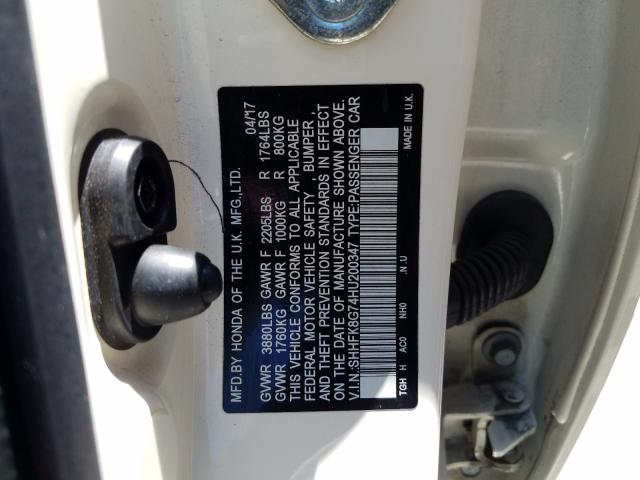 MFD.BY HONDA OF THE U.K. MFG.,LTD. 04/17
GVWR 3880LBS GAWR F 2205LBS R 1764LBS
GVWR 1760KG GAWR F 1000KG R 800KG
THIS VEHICLE CONFORMS TO ALL APPLICABLE
FEDERAL MOTOR VEHICLE SAFETY , BUMPER ,
AND THEFT PREVENTION STANDARDS IN EFFECT
ON THE DATE OF MANUFACTURE SHOWN ABOVE.
V.I.N.:SHHFK8G74HU200347 TYPE:PASSENGER CAR
TGH H AC0 NH0 .N.U MADE IN U.K.